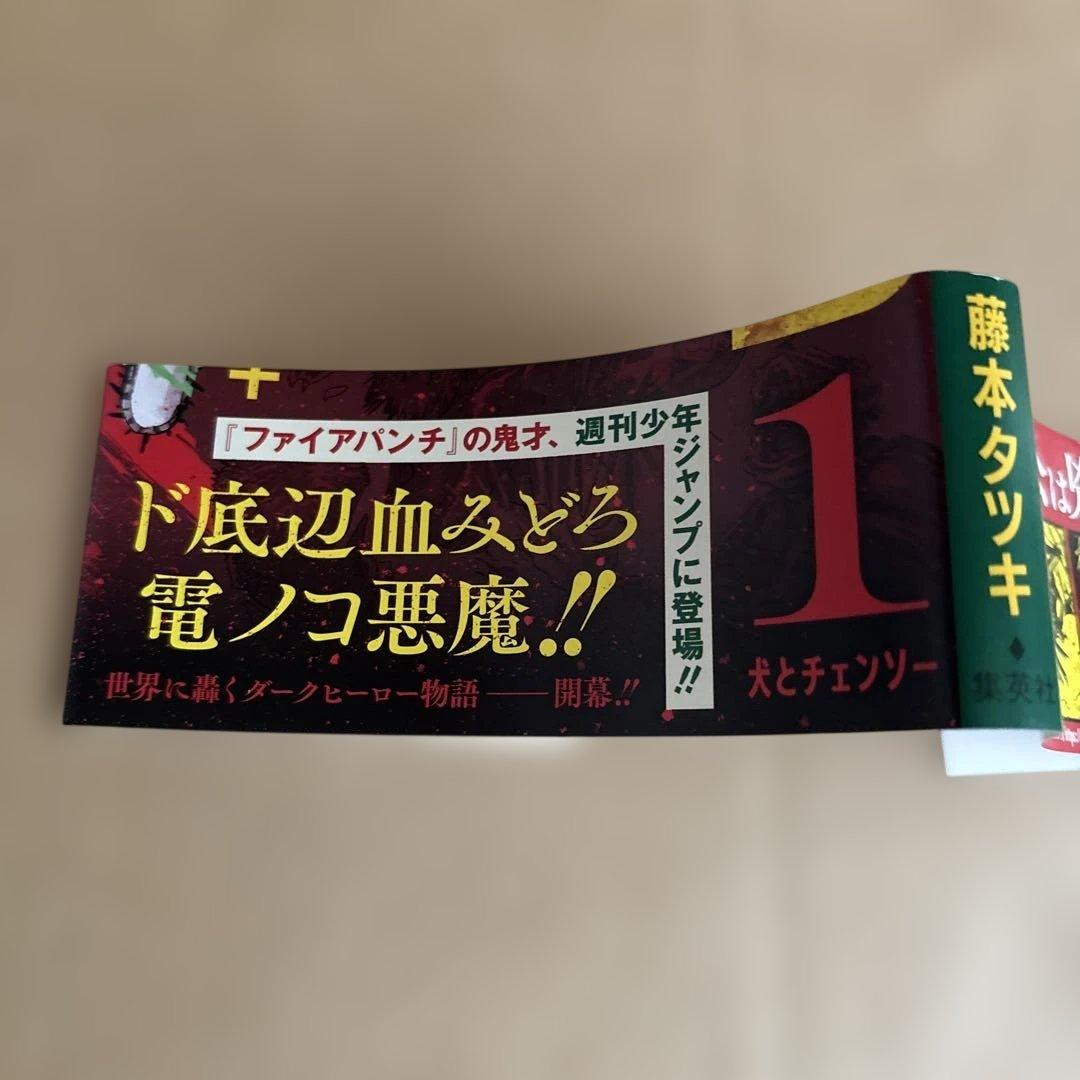 『ファイアパンチ』の鬼才、週刊少年
ジャンプに登場!!
ド底辺血みどろ
電ノコ悪魔!!
世界に轟くダークヒーロー物語――開幕!!
1
犬とチェンソー
藤本タツキ◆
集英社